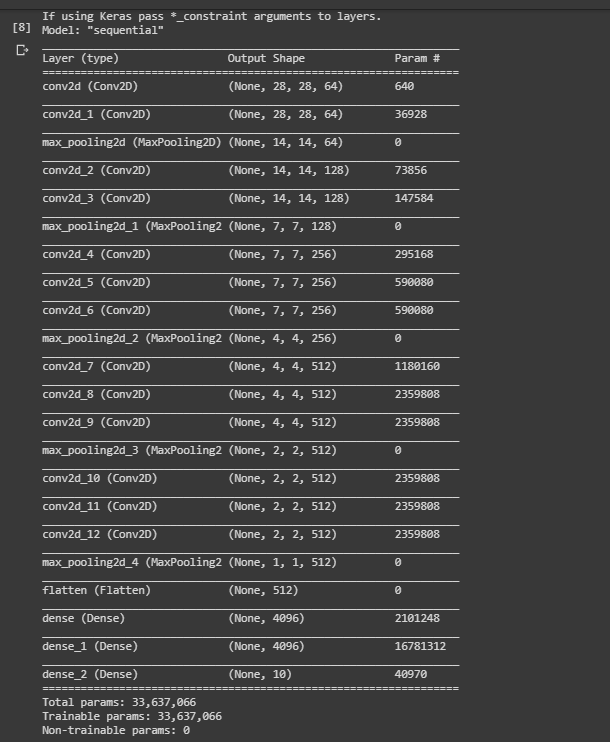 If using Keras pass *_constraint arguments to layers.
[8] Model: "sequential"
Layer (type) Output Shape Param #
conv2d (Conv2D) (None, 28, 28, 64) 640
conv2d_1 (Conv2D) (None, 28, 28, 64) 36928
max_pooling2d (MaxPooling2D) (None, 14, 14, 64) 0
conv2d_2 (Conv2D) (None, 14, 14, 128) 73856
conv2d_3 (Conv2D) (None, 14, 14, 128) 147584
max_pooling2d_1 (MaxPooling2 (None, 7, 7, 128) 0
conv2d_4 (Conv2D) (None, 7, 7, 256) 295168
conv2d_5 (Conv2D) (None, 7, 7, 256) 590080
conv2d_6 (Conv2D) (None, 7, 7, 256) 590080
max_pooling2d_2 (MaxPooling2 (None, 4, 4, 256) 0
conv2d_7 (Conv2D) (None, 4, 4, 512) 1180160
conv2d_8 (Conv2D) (None, 4, 4, 512) 2359808
conv2d_9 (Conv2D) (None, 4, 4, 512) 2359808
max_pooling2d_3 (MaxPooling2 (None, 2, 2, 512) 0
conv2d_10 (Conv2D) (None, 2, 2, 512) 2359808
conv2d_11 (Conv2D) (None, 2, 2, 512) 2359808
conv2d_12 (Conv2D) (None, 2, 2, 512) 2359808
max_pooling2d_4 (MaxPooling2 (None, 1, 1, 512) 0
flatten (Flatten) (None, 512) 0
dense (Dense) (None, 4096) 2101248
dense_1 (Dense) (None, 4096) 16781312
dense_2 (Dense) (None, 10) 40970
Total params: 33,637,066
Trainable params: 33,637,066
Non-trainable params: 0